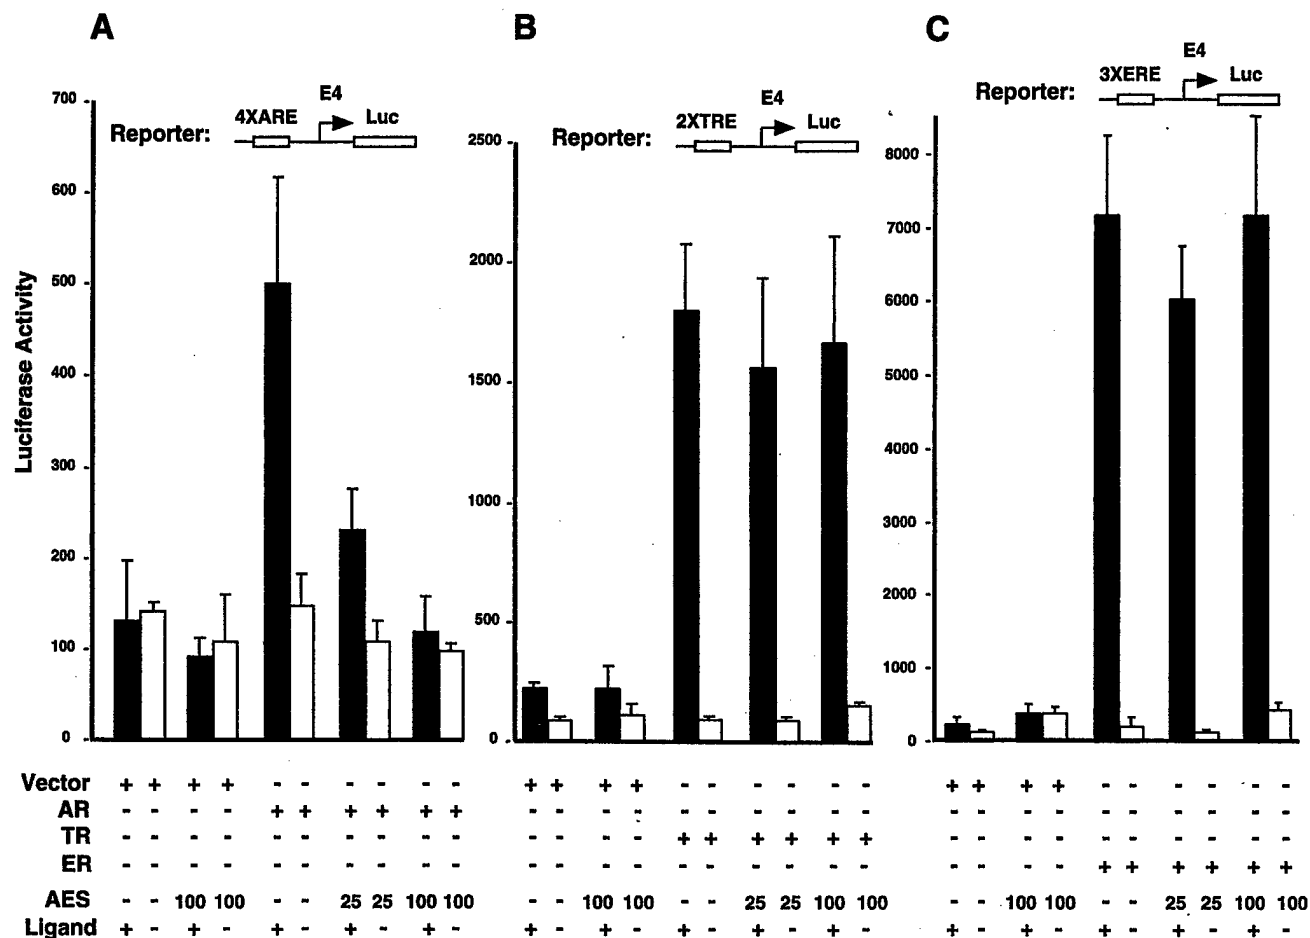 A
B
C
Reporter: 4XARE E4 Luc
Reporter: 2XTRE E4 Luc
Reporter: 3XERE E4 Luc
Luciferase Activity
700
600
500
400
300
200
100
0
2500
2000
1500
1000
500
0
8000
7000
6000
5000
4000
3000
2000
1000
0
Vector + + + + - - - - - - + + + + - - - - - - + + + + - - - - - -
AR - - - - + + + + + + - - - - - - - - - - - - - - - - - - - -
TR - - - - - - - - - - - - - - + + + + + + - - - - - - - - - -
ER - - - - - - - - - - - - - - - - - - - - - - - - + + + + + +
AES - - 100 100 - - 25 25 100 100 - - 100 100 - - 25 25 100 100 - - 100 100 - - 25 25 100 100
Ligand + - + - + - + - + - + - + - + - + - + - + - + - + - + - + -